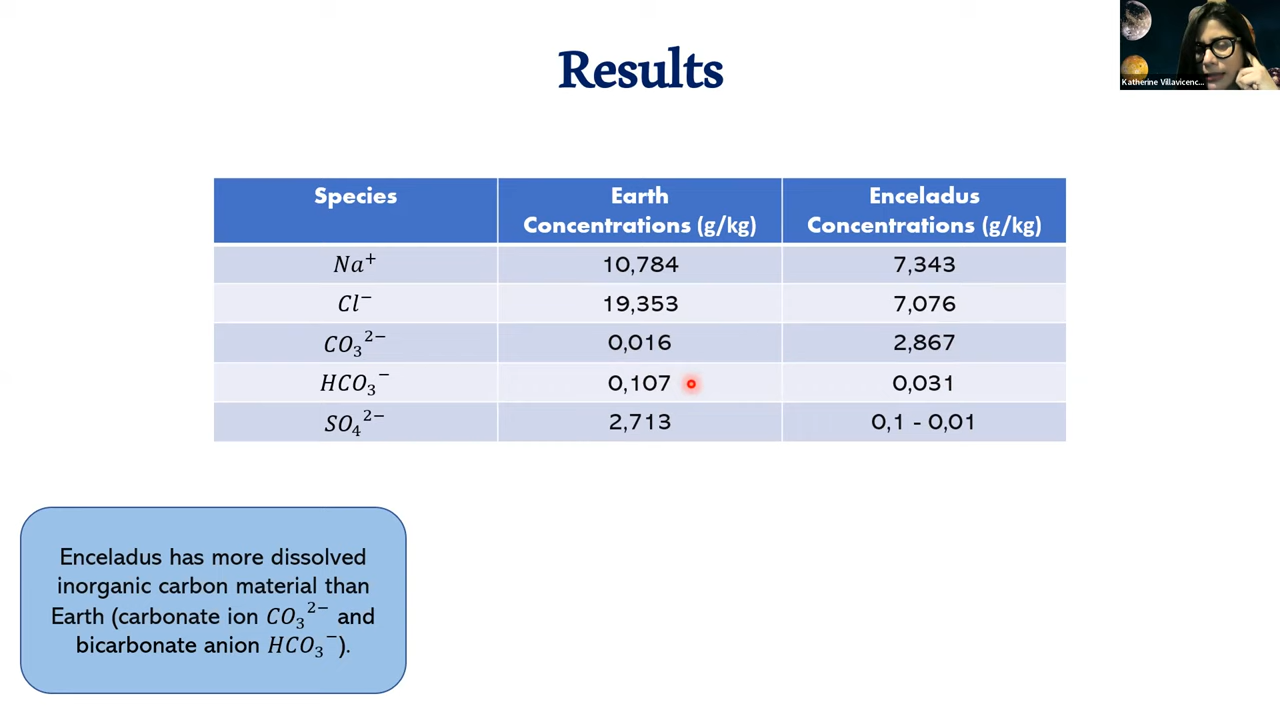 Results
Katherine Villavicenc...
Species
Earth
Concentrations (g/kg)
Enceladus
Concentrations (g/kg)
Na⁺ 10,784 7,343
Cl⁻ 19,353 7,076
CO₃²⁻ 0,016 2,867
HCO₃⁻ 0,107 0,031
SO₄²⁻ 2,713 0,1 - 0,01
Enceladus has more dissolved
inorganic carbon material than
Earth (carbonate ion CO₃²⁻ and
bicarbonate anion HCO₃⁻).